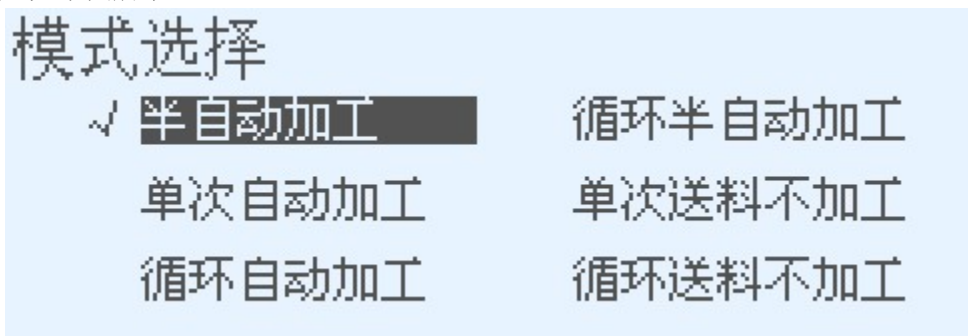 模式选择
√ 半自动加工 循环半自动加工
单次自动加工 单次送料不加工
循环自动加工 循环送料不加工